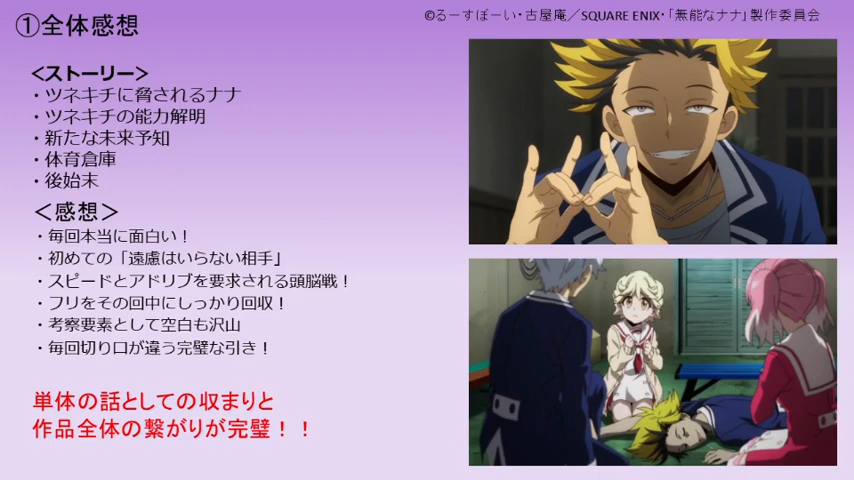 ①全体感想
©るーすぼーい・古屋庵／SQUARE ENIX・「無能なナナ」製作委員会
＜ストーリー＞
・ツネキチに脅されるナナ
・ツネキチの能力解明
・新たな未来予知
・体育倉庫
・後始末
＜感想＞
・毎回本当に面白い！
・初めての「遠慮はいらない相手」
・スピードとアドリブを要求される頭脳戦！
・フリをその回中にしっかり回収！
・考察要素として空白も沢山
・毎回切り口が違う完璧な引き！
単体の話としての収まりと
作品全体の繋がりが完璧！！